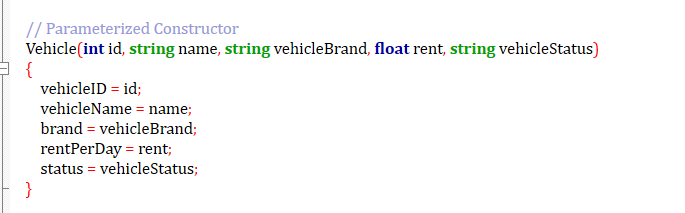 // Parameterized Constructor
Vehicle(int id, string name, string vehicleBrand, float rent, string vehicleStatus)
{
vehicleID = id;
vehicleName = name;
brand = vehicleBrand;
rentPerDay = rent;
status = vehicleStatus;
}